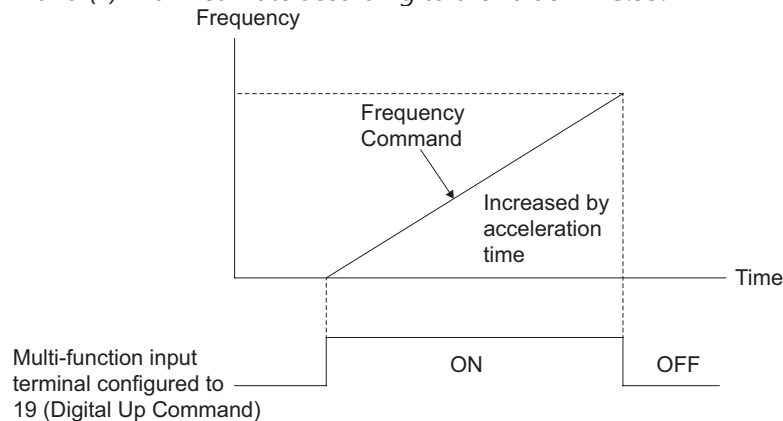 Frequency
Frequency
Command
Increased by
acceleration
time
Time
Multi-function input
terminal configured to
19 (Digital Up Command)
ON
OFF